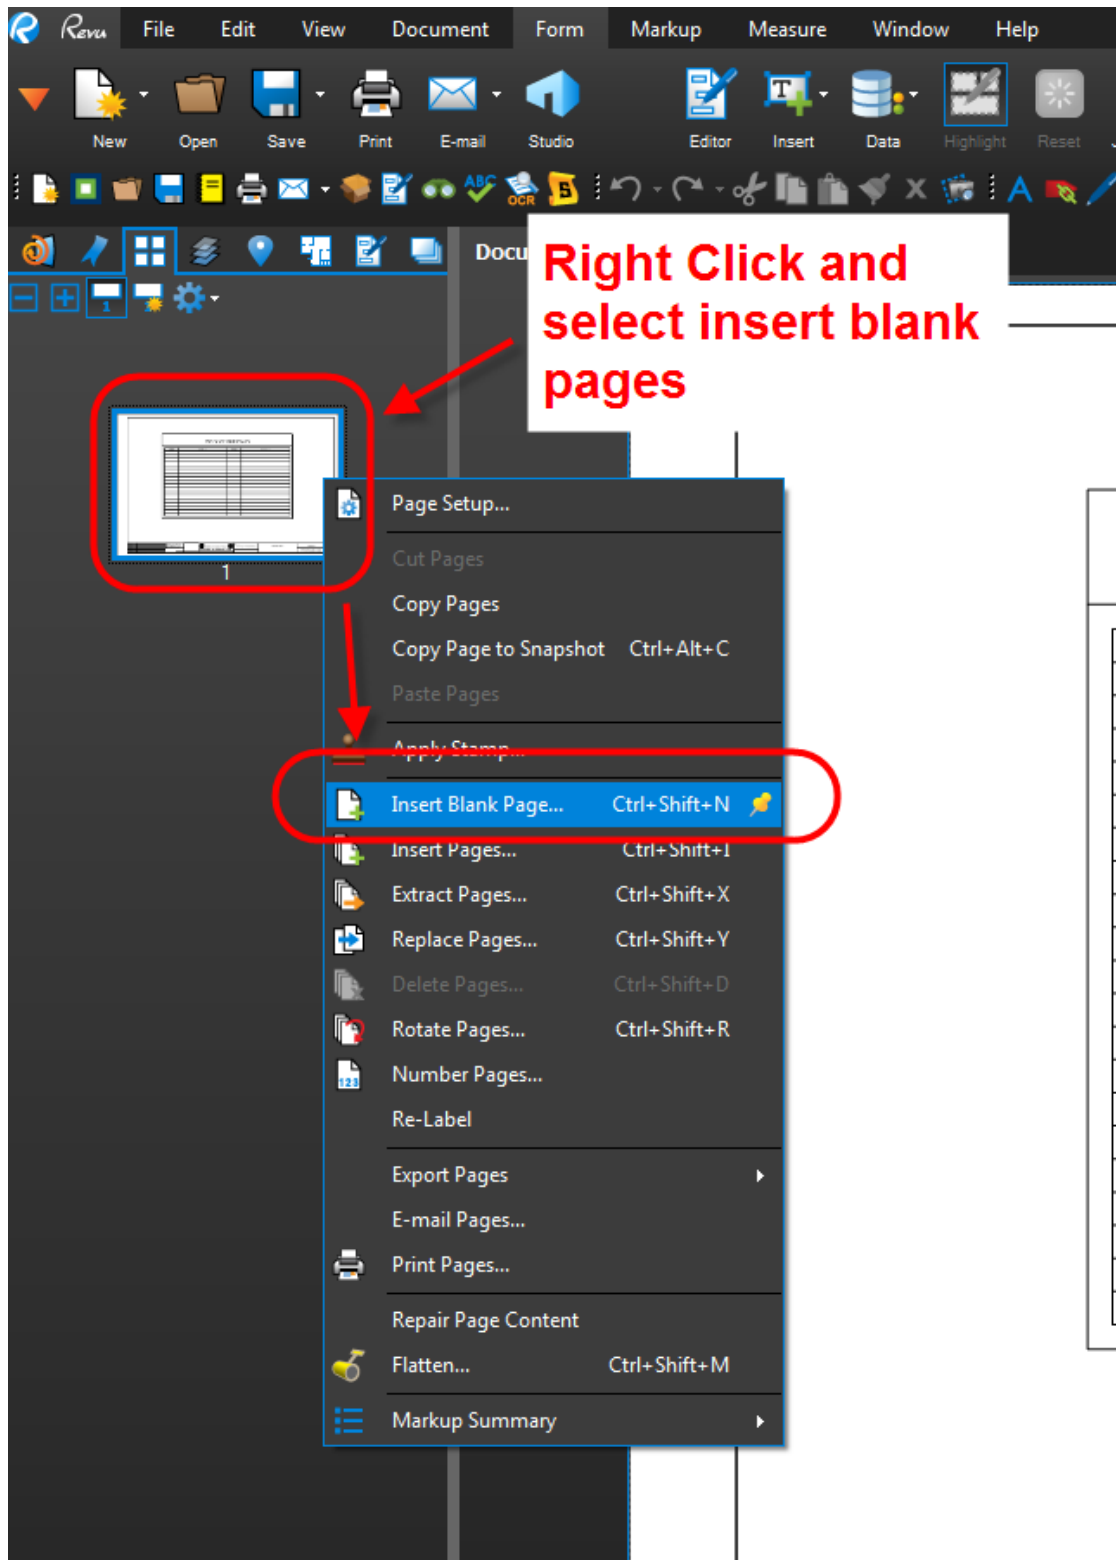 Revu File Edit View Document Form Markup Measure Window Help
New Open Save Print E-mail Studio Editor Insert Data Highlight Reset
ABC OCR
1
Docu
Right Click and
select insert blank
pages
1
Page Setup...
Cut Pages
Copy Pages
Copy Page to Snapshot Ctrl+Alt+C
Paste Pages
Apply Stamp...
Insert Blank Page... Ctrl+Shift+N
Insert Pages... Ctrl+Shift+I
Extract Pages... Ctrl+Shift+X
Replace Pages... Ctrl+Shift+Y
Delete Pages... Ctrl+Shift+D
Rotate Pages... Ctrl+Shift+R
123 Number Pages...
Re-Label
Export Pages
E-mail Pages...
Print Pages...
Repair Page Content
Flatten... Ctrl+Shift+M
Markup Summary